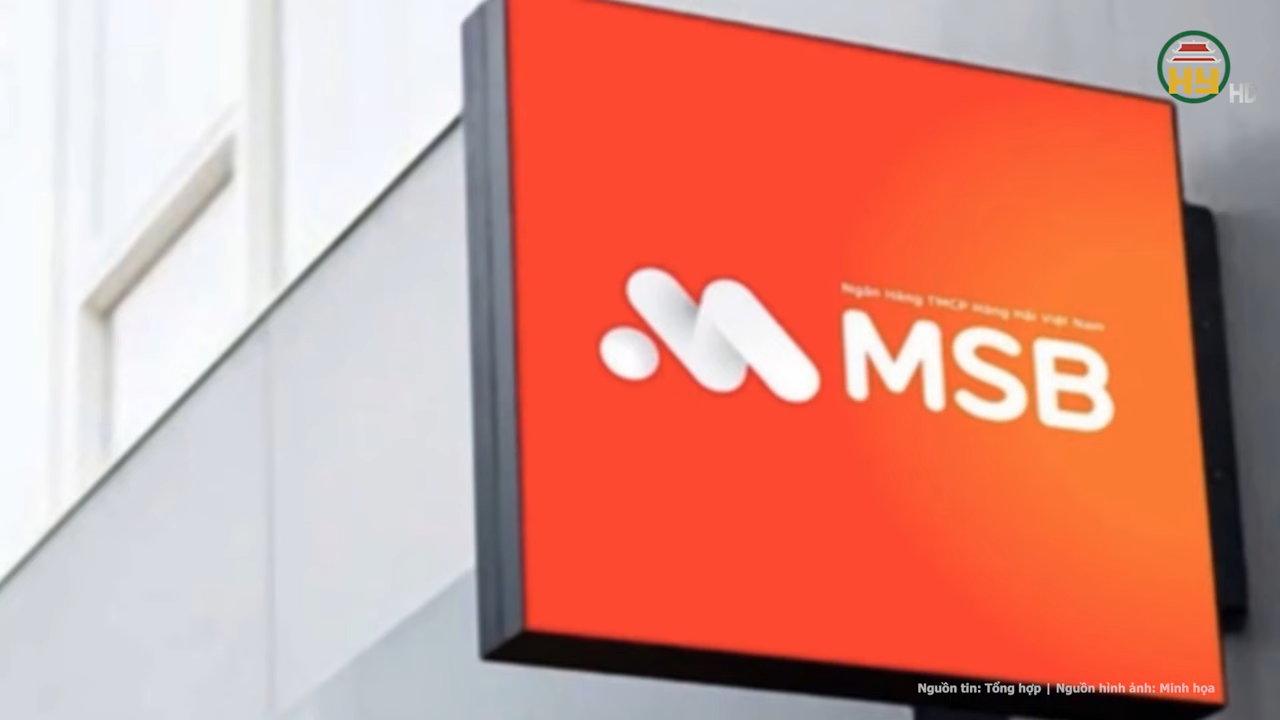 HY HD
Ngân Hàng TMCP Hàng Hải Việt Nam
MSB
Nguồn tin: Tổng hợp | Nguồn hình ảnh: Minh họa